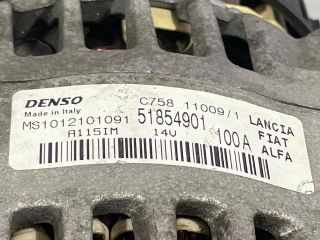 DENSO C758 11009/1 LANCIA
Made in Italy FIAT
MS1012101091 51854901 100A ALFA
A115IM 14V